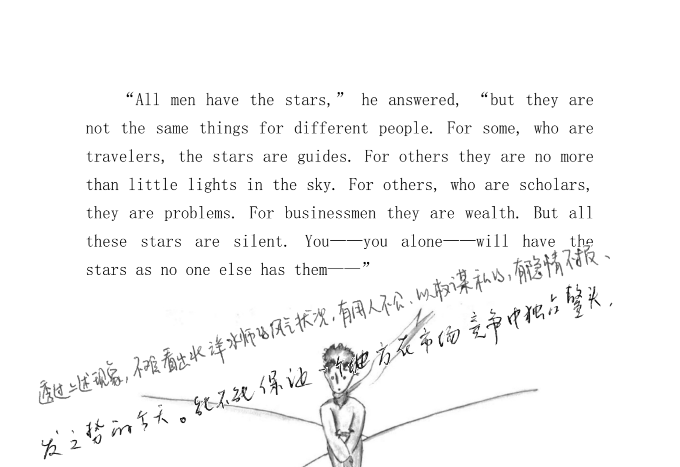 “All men have the stars,” he answered, “but they are
not the same things for different people. For some, who are
travelers, the stars are guides. For others they are no more
than little lights in the sky. For others, who are scholars,
they are problems. For businessmen they are wealth. But all
these stars are silent. You——you alone——will have the
stars as no one else has them——”
透过上述现象，不难看出北洋水师的风气状况，有用人不公、以权谋私的，有隐情不报、
发之势的今天。能不能保 地方在市场竞争中独占鳌头，